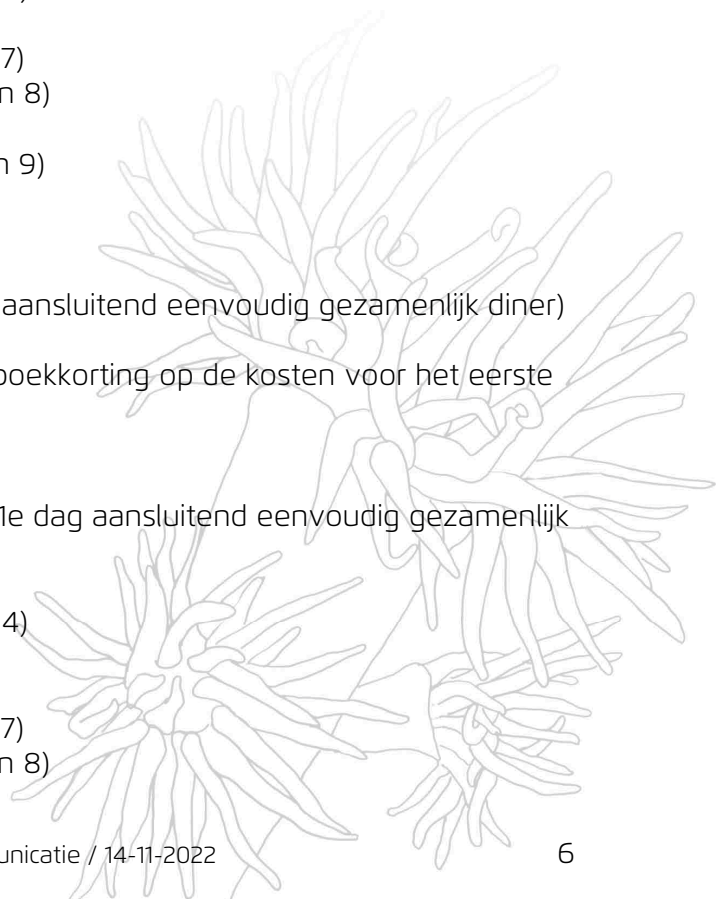 7)
n 8)
n 9)
aansluitend eenvoudig gezamenlijk diner)
boekkorting op de kosten voor het eerste
1e dag aansluitend eenvoudig gezamenlijk
4)
7)
n 8)
unicatie / 14-11-2022 6